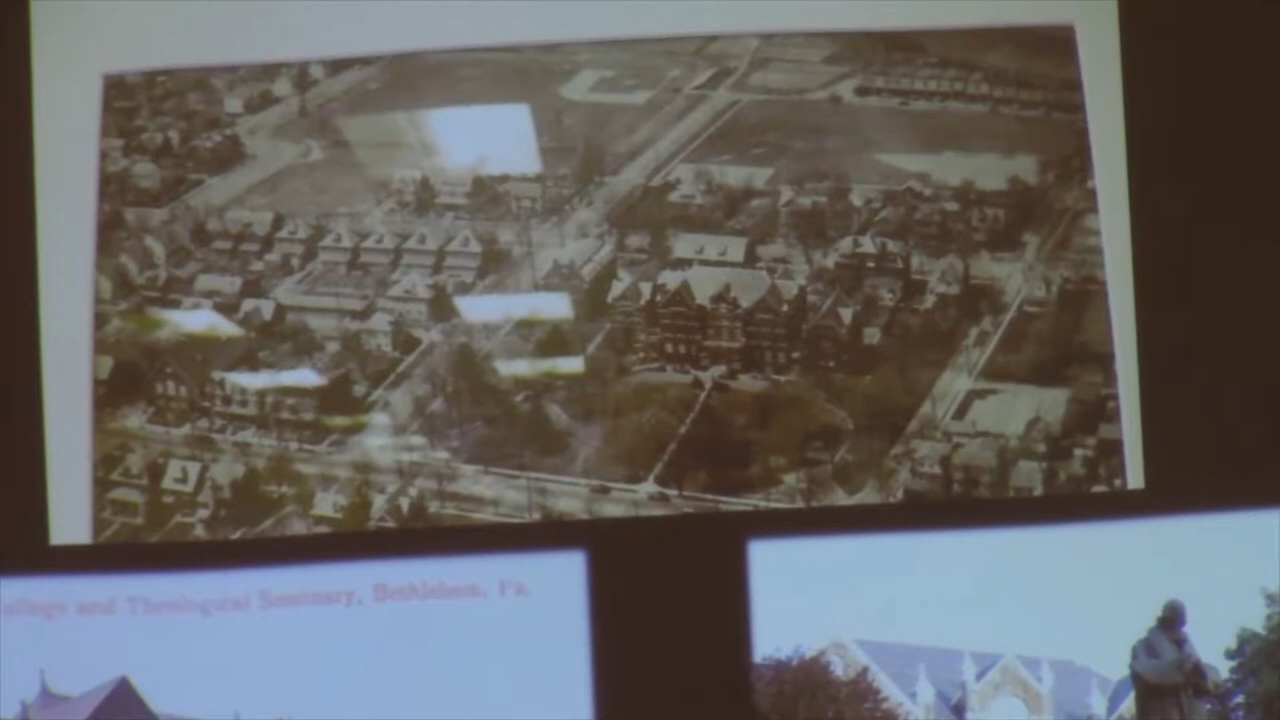 and Theological Seminary, Bethlehem, Pa.